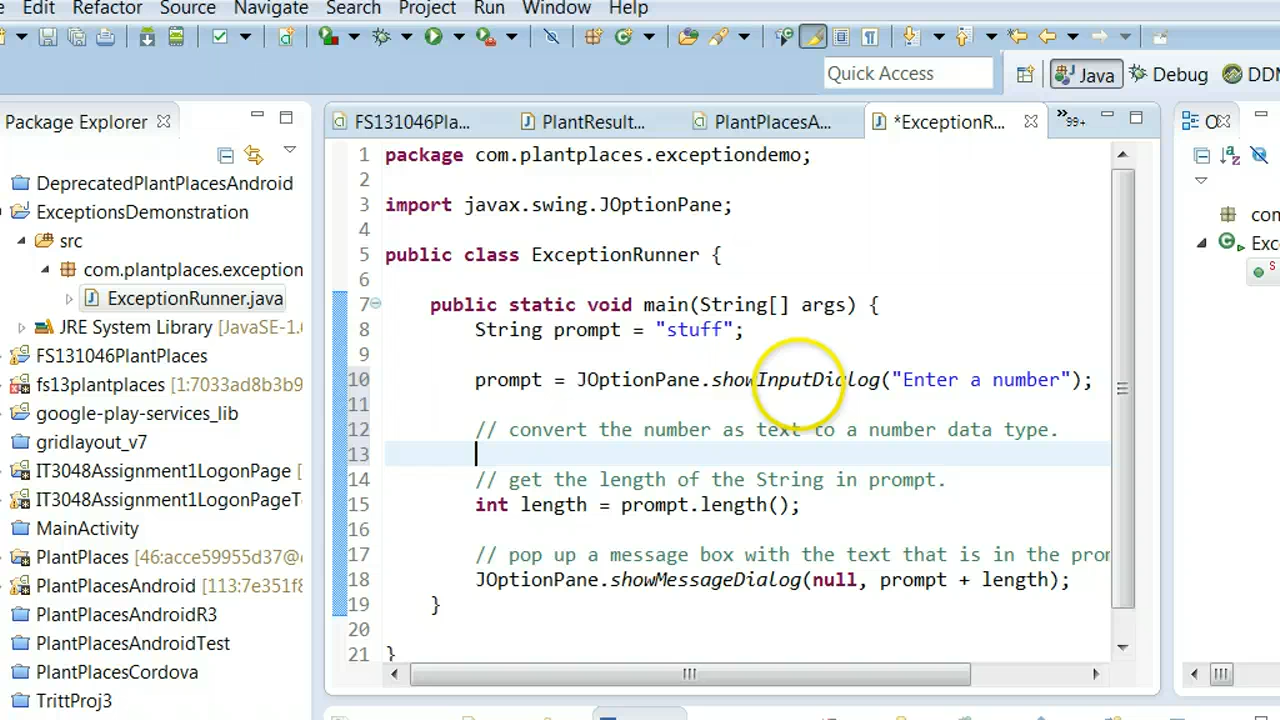 Edit Refactor Source Navigate Search Project Run Window Help
Quick Access
Java
Debug
Package Explorer
FS131046Pla...
PlantResult...
PlantPlacesA...
*ExceptionR...
99+
DeprecatedPlantPlacesAndroid
ExceptionsDemonstration
src
com.plantplaces.exception
ExceptionRunner.java
JRE System Library [JavaSE-1.6
FS131046PlantPlaces
fs13plantplaces [1:7033ad8b3b9
google-play-services_lib
gridlayout_v7
IT3048Assignment1LogonPage [
IT3048Assignment1LogonPageT
MainActivity
PlantPlaces [46:acce59955d37@
PlantPlacesAndroid [113:7e351f8
PlantPlacesAndroidR3
PlantPlacesAndroidTest
PlantPlacesCordova
TrittProj3
1 package com.plantplaces.exceptiondemo;
2
3 import javax.swing.JOptionPane;
4
5 public class ExceptionRunner {
6
7 public static void main(String[] args) {
8 String prompt = "stuff";
9
10 prompt = JOptionPane.showInputDialog("Enter a number");
11
12 // convert the number as text to a number data type.
13
14 // get the length of the String in prompt.
15 int length = prompt.length();
16
17 // pop up a message box with the text that is in the pro
18 JOptionPane.showMessageDialog(null, prompt + length);
19 }
20
21 }
com
Exc
S